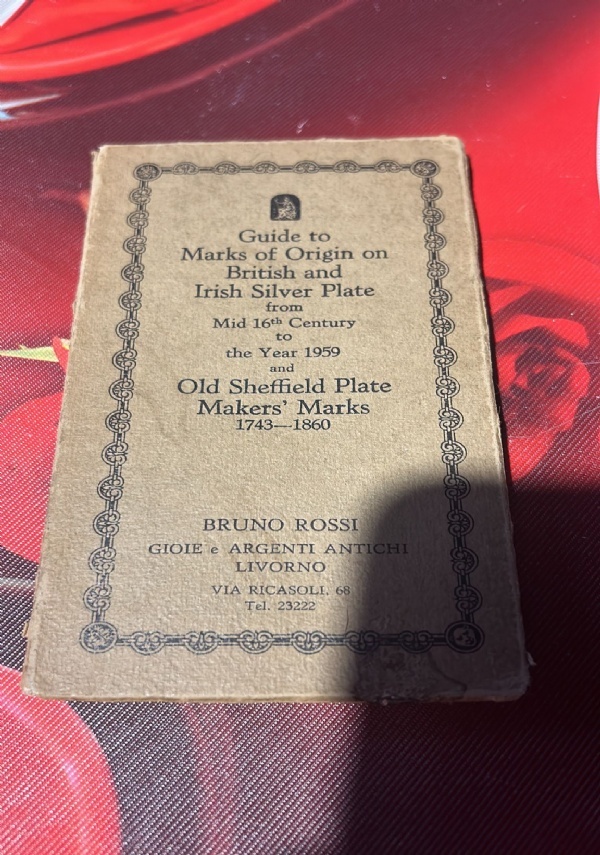 Guide to
Marks of Origin on
British and
Irish Silver Plate
from
Mid 16th Century
to
the Year 1959
and
Old Sheffield Plate
Makers' Marks
1743—1860
BRUNO ROSSI
GIOIE e ARGENTI ANTICHI
LIVORNO
VIA RICASOLI, 68
Tel. 23222